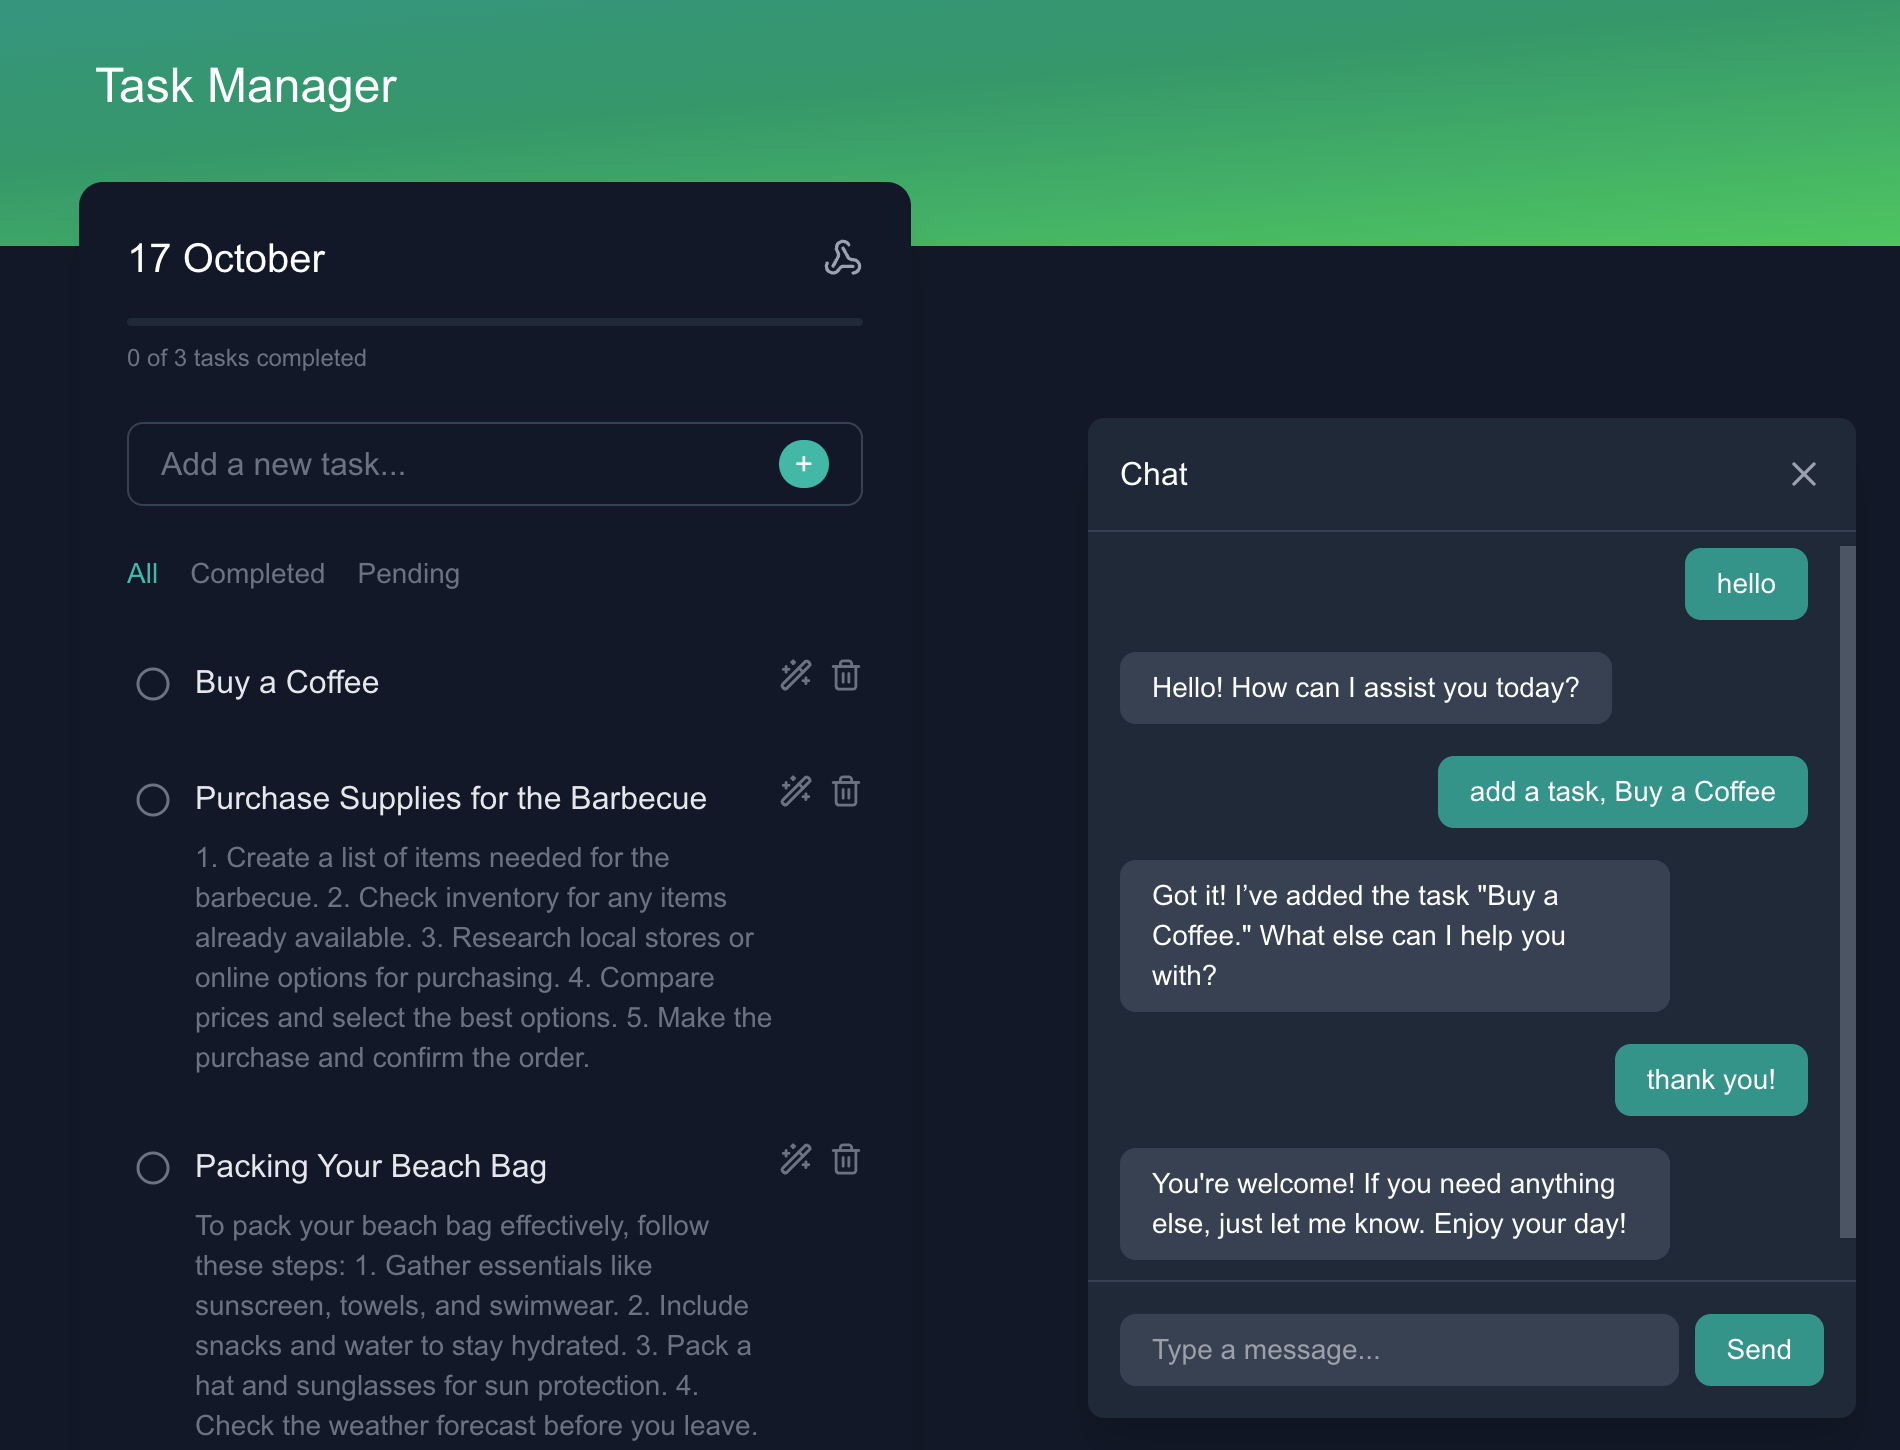 Task Manager
17 October
0 of 3 tasks completed
Add a new task...
+
All Completed Pending
Buy a Coffee
Purchase Supplies for the Barbecue
1. Create a list of items needed for the
barbecue. 2. Check inventory for any items
already available. 3. Research local stores or
online options for purchasing. 4. Compare
prices and select the best options. 5. Make the
purchase and confirm the order.
Packing Your Beach Bag
To pack your beach bag effectively, follow
these steps: 1. Gather essentials like
sunscreen, towels, and swimwear. 2. Include
snacks and water to stay hydrated. 3. Pack a
hat and sunglasses for sun protection. 4.
Check the weather forecast before you leave.
Chat
hello
Hello! How can I assist you today?
add a task, Buy a Coffee
Got it! I’ve added the task "Buy a
Coffee." What else can I help you
with?
thank you!
You're welcome! If you need anything
else, just let me know. Enjoy your day!
Type a message...
Send